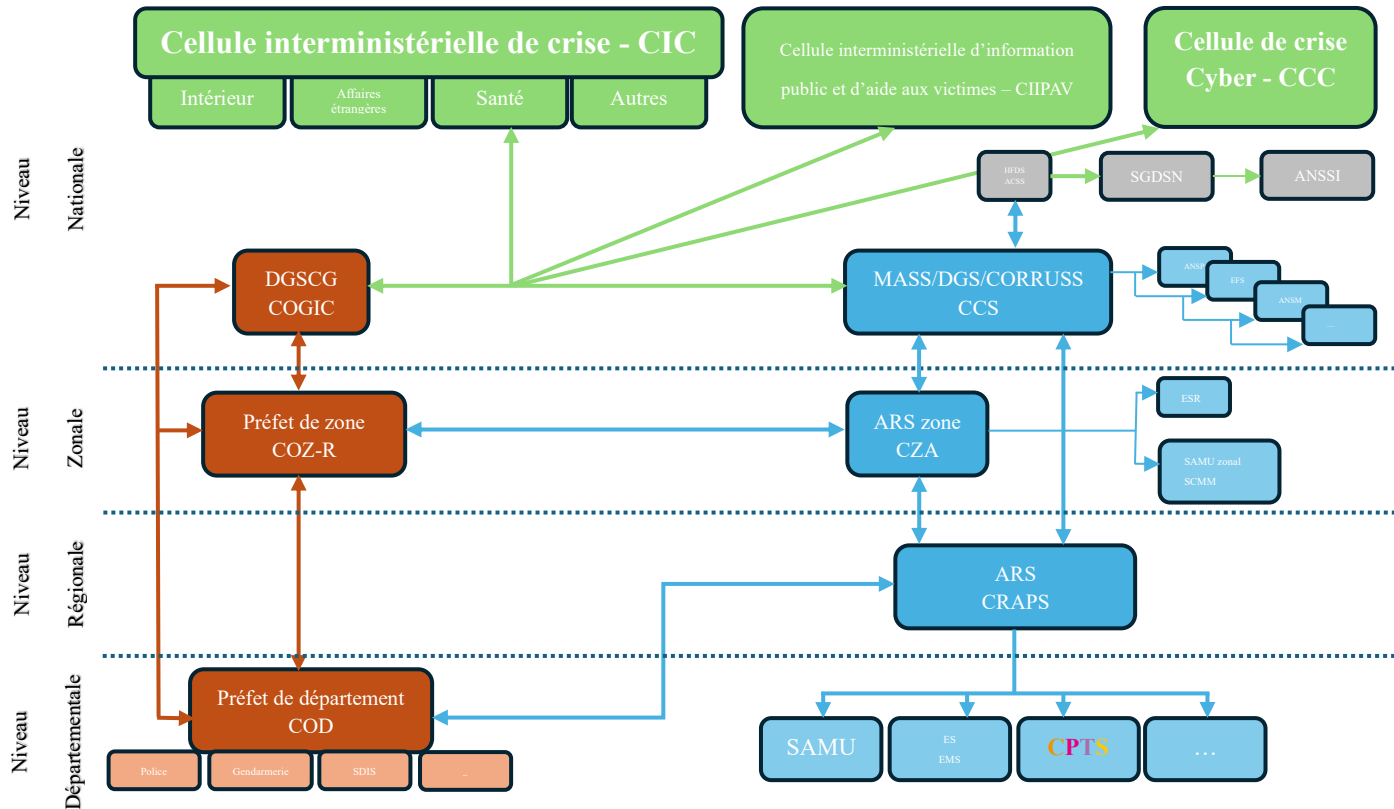 Cellule interministérielle de crise - CIC
Intérieur
Affaires
étrangères
Santé
Autres
Cellule interministérielle d'information
public et d'aide aux victimes – CIIPAV
Cellule de crise
Cyber - CCC
Niveau
Nationale
HFDS
ACSS
SGDSN
ANSSI
DGSCG
COGIC
MASS/DGS/CORRUSS
CCS
ANSP
EFS
ANSM
...
Niveau
Zonale
Préfet de zone
COZ-R
ARS zone
CZA
ESR
SAMU zonal
SCMM
Niveau
Régionale
ARS
CRAPS
Niveau
Départementale
Préfet de département
COD
Police
Gendarmerie
SDIS
..
SAMU
ES
EMS
CPTS
…